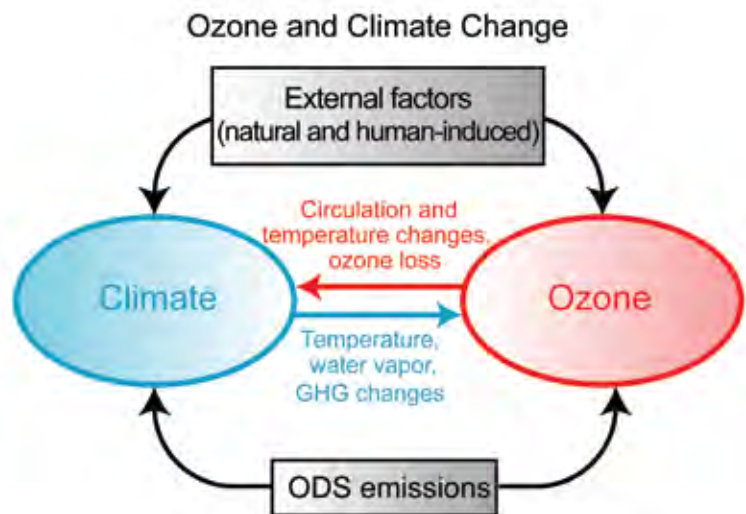 Ozone and Climate Change
External factors
(natural and human-induced)
Circulation and
temperature changes,
ozone loss
Climate
Ozone
Temperature,
water vapor,
GHG changes
ODS emissions